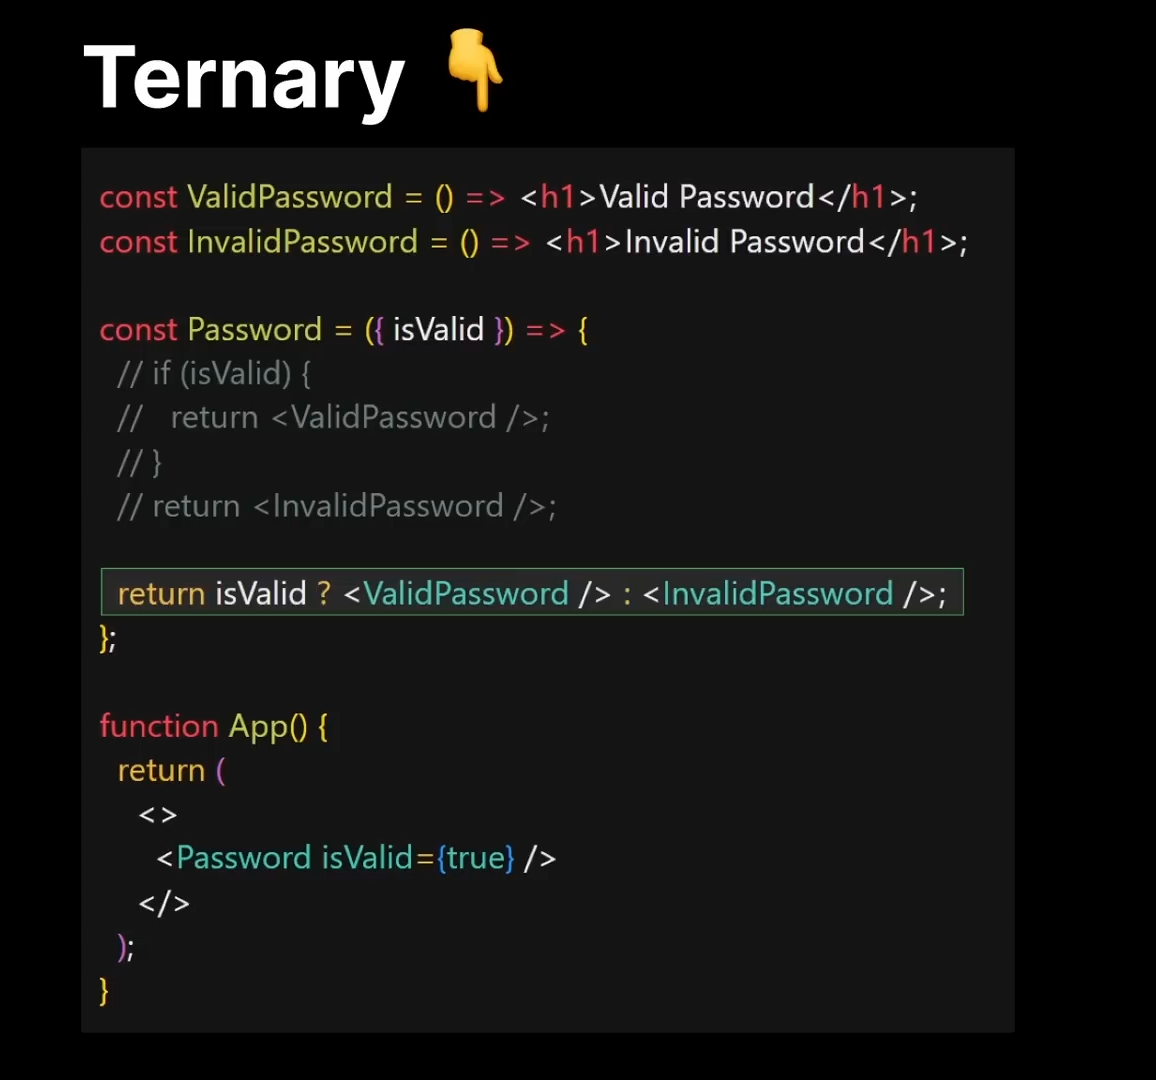 Ternary 👇
const ValidPassword = () => <h1>Valid Password</h1>;
const InvalidPassword = () => <h1>Invalid Password</h1>;
const Password = ({ isValid }) => {
// if (isValid) {
//   return <ValidPassword />;
// }
// return <InvalidPassword />;
return isValid ? <ValidPassword /> : <InvalidPassword />;
};
function App() {
return (
<>
<Password isValid={true} />
</>
);
}